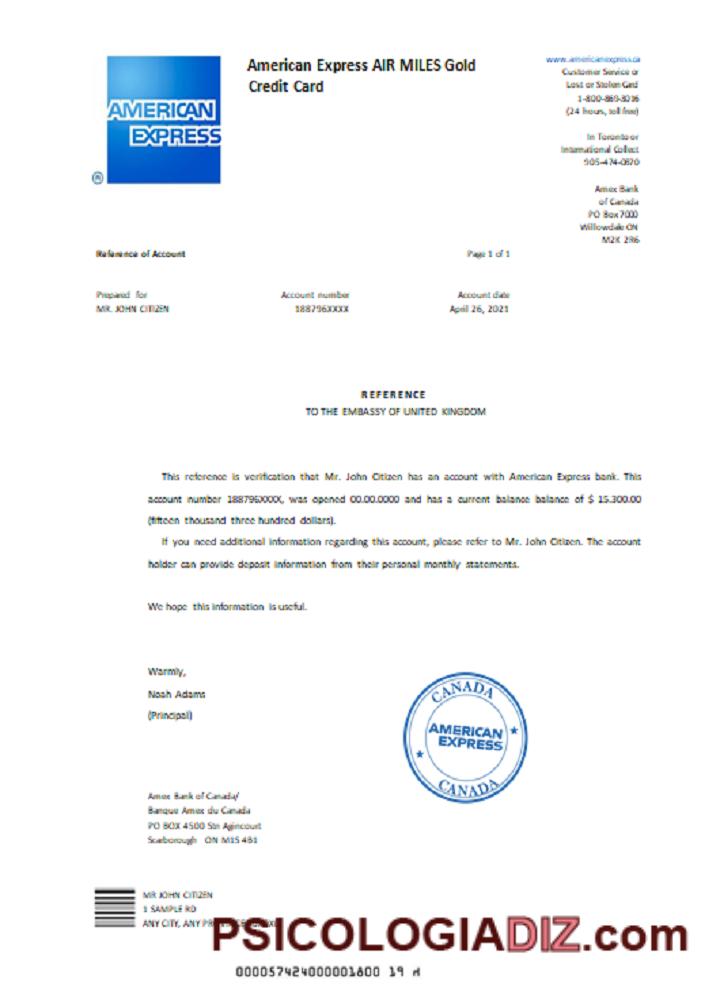 AMERICAN
EXPRESS
®
American Express AIR MILES Gold
Credit Card
www.americanexpress.ca
Customer Service or
Lost or Stolen Card
1-800-869-3016
(24 hours, toll free)
In Toronto or
International Collect
905-474-0870
Amex Bank
of Canada
PO Box 7000
Willowdale ON
M2K 2R6
Reference of Account
Page 1 of 1
Prepared for
Account number
Account date
MR. JOHN CITIZEN
188796XXXX
April 26, 2021
REFERENCE
TO THE EMBASSY OF UNITED KINGDOM
This reference is verification that Mr. John Citizen has an account with American Express bank. This
account number 188796XXXX, was opened 00.00.0000 and has a current balance balance of $ 15.300.00
(fifteen thousand three hundred dollars).
If you need additional information regarding this account, please refer to Mr. John Citizen. The account
holder can provide deposit information from their personal monthly statements.
We hope this information is useful.
Warmly,
Noah Adams
(Principal)
CANADA
AMERICAN
EXPRESS
CANADA
Amex Bank of Canada/
Banque Amex du Canada
PO BOX 4500 Stn Agincourt
Scarborough ON M1S 4B1
MR JOHN CITIZEN
1 SAMPLE RD
ANY CITY, ANY
PSICOLOGIADIZ.com
000057424000001800 19 H